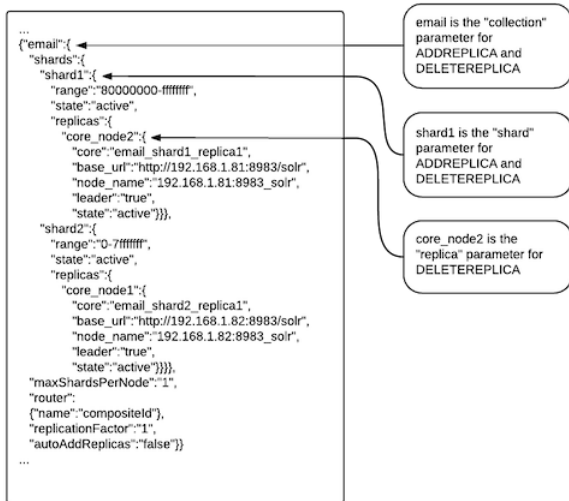 ...
{"email":{
"shards":{
"shard1":{
"range":"80000000-ffffffff",
"state":"active",
"replicas":{
"core_node2":{
"core":"email_shard1_replica1",
"base_url":"http://192.168.1.81:8983/solr",
"node_name":"192.168.1.81:8983_solr",
"leader":"true",
"state":"active"}}},
"shard2":{
"range":"0-7fffffff",
"state":"active",
"replicas":{
"core_node1":{
"core":"email_shard2_replica1",
"base_url":"http://192.168.1.82:8983/solr",
"node_name":"192.168.1.82:8983_solr",
"leader":"true",
"state":"active"}}}},
"maxShardsPerNode":"1",
"router":
{"name":"compositeId"},
"replicationFactor":"1",
"autoAddReplicas":"false"}}
...
email is the "collection"
parameter for
ADDREPLICA and
DELETEREPLICA
shard1 is the "shard"
parameter for
ADDREPLICA and
DELETEREPLICA
core_node2 is the
"replica" parameter for
DELETEREPLICA